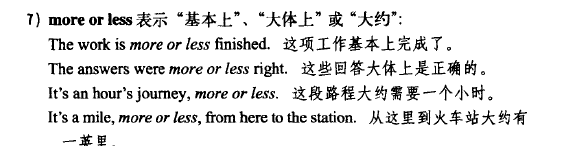 7) more or less 表示“基本上”、“大体上”或“大约”:
The work is more or less finished. 这项工作基本上完成了。
The answers were more or less right. 这些回答大体上是正确的。
It's an hour's journey, more or less. 这段路程大约需要一个小时。
It's a mile, more or less, from here to the station. 从这里到火车站大约有
一英里。